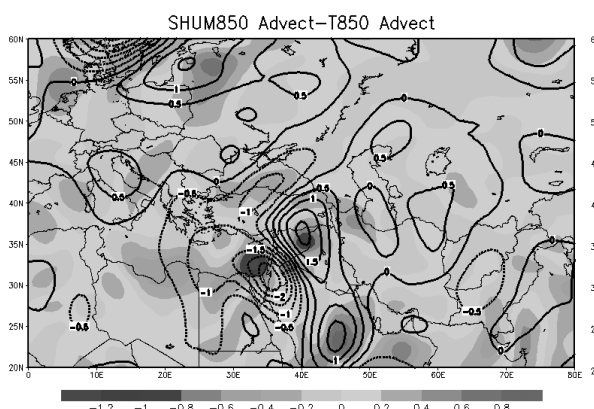 SHUM850 Advect-T850 Advect
60N
55N
50N
45N
40N
35N
30N
25N
20N
0 10E 20E 30E 40E 50E 60E 70E 80E
0 1 0.5 0.5 0 0
0.5 0.5 -0.5 0 -1 0.5 1 0 0.5
-1.5 1.5 0 0
-1 -2 -0.5
-0.5 -1 -0.5 1 0
-1.2 -1 -0.8 -0.6 -0.4 -0.2 0 0.2 0.4 0.6 0.8